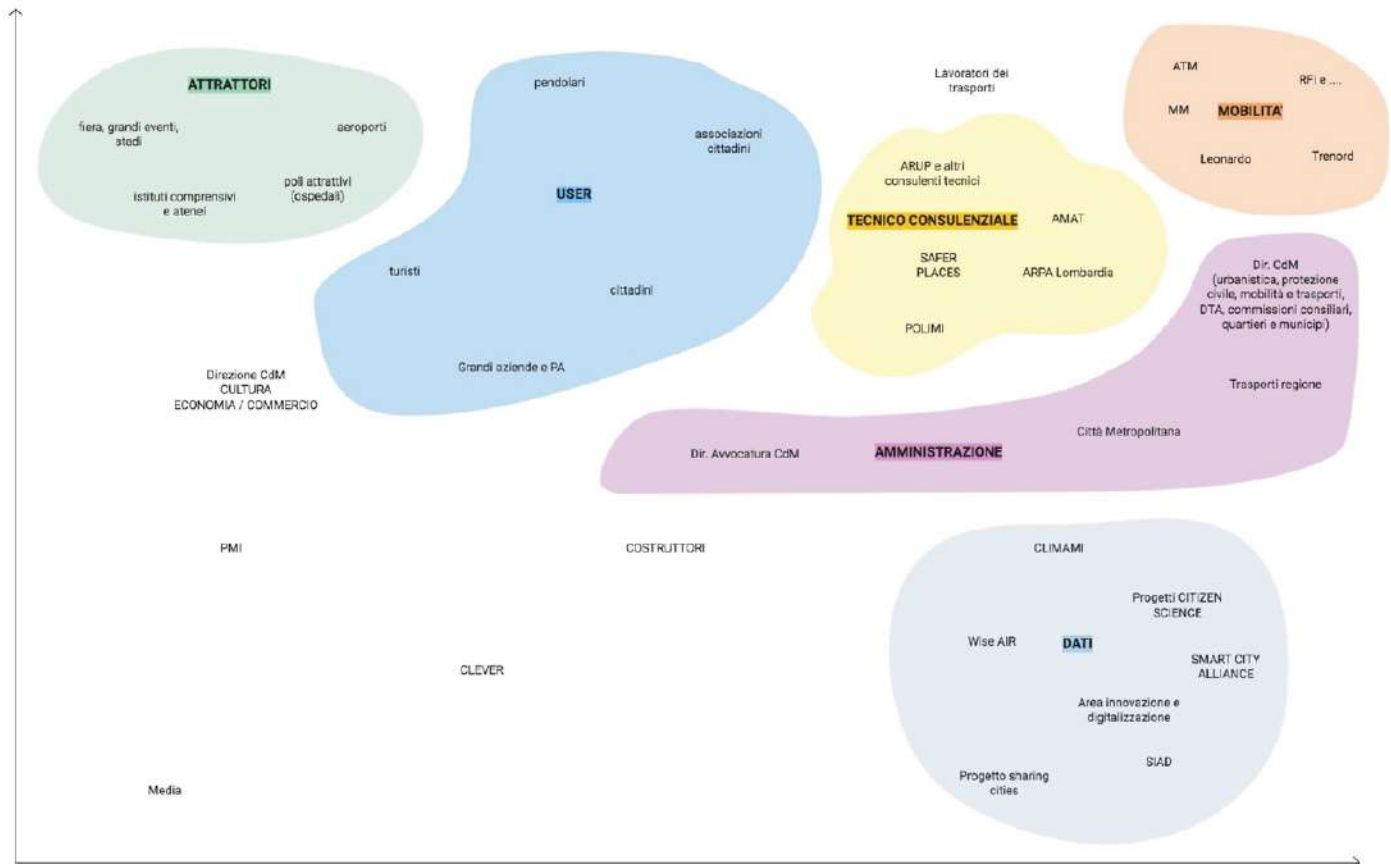 ATTRATTORI
fiera, grandi eventi,
stadi
aeroporti
istituti comprensivi
e atenei
poli attrattivi
(ospedali)
pendolari
associazioni
cittadini
USER
turisti
cittadini
Grandi aziende e PA
Lavoratori dei
trasporti
ARUP e altri
consulenti tecnici
TECNICO CONSULENZIALE
AMAT
SAFER
PLACES
ARPA Lombardia
POLIMI
ATM
RFI e ....
MM
MOBILITA'
Leonardo
Trenord
Dir. CdM
(urbanistica, protezione
civile, mobilità e trasporti,
DTA, commissioni consiliari,
quartieri e municipi)
Trasporti regione
Città Metropolitana
AMMINISTRAZIONE
Dir. Avvocatura CdM
Direzione CdM
CULTURA
ECONOMIA / COMMERCIO
PMI
COSTRUTTORI
CLEVER
Media
CLIMAMI
Progetti CITIZEN
SCIENCE
Wise AIR
DATI
SMART CITY
ALLIANCE
Area innovazione e
digitalizzazione
SIAD
Progetto sharing
cities